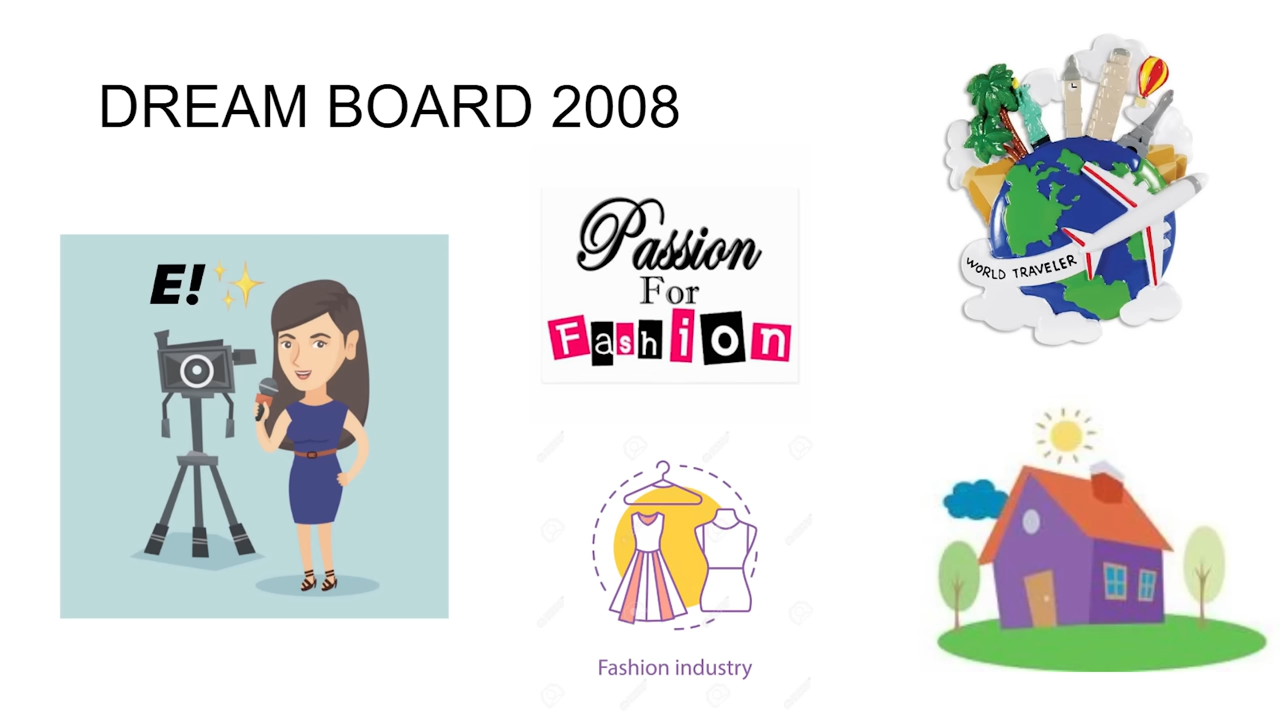 DREAM BOARD 2008
E!
Passion
For
Fashion
WORLD TRAVELER
Fashion industry